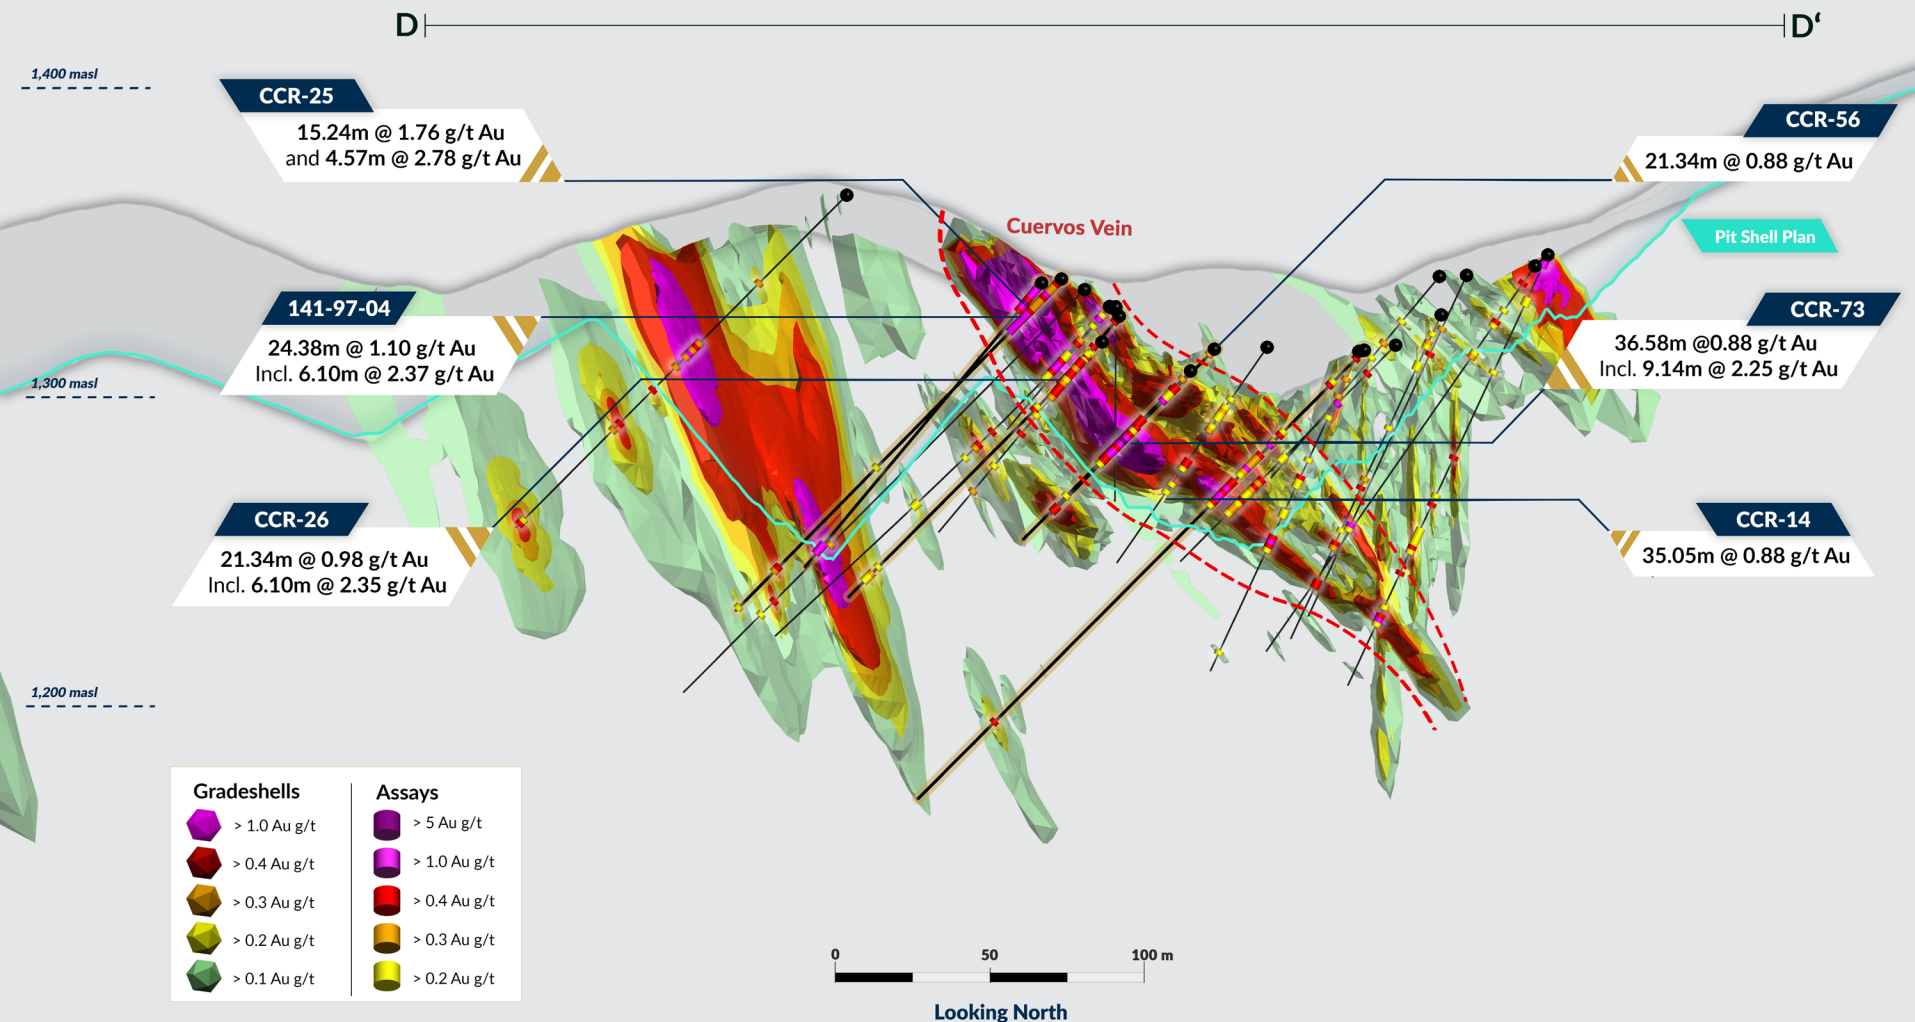 D
D‘
1,400 masl
CCR-25
15.24m @ 1.76 g/t Au
and 4.57m @ 2.78 g/t Au
CCR-56
21.34m @ 0.88 g/t Au
Cuervos Vein
Pit Shell Plan
141-97-04
24.38m @ 1.10 g/t Au
Incl. 6.10m @ 2.37 g/t Au
CCR-73
36.58m @0.88 g/t Au
Incl. 9.14m @ 2.25 g/t Au
1,300 masl
CCR-26
21.34m @ 0.98 g/t Au
Incl. 6.10m @ 2.35 g/t Au
CCR-14
35.05m @ 0.88 g/t Au
1,200 masl
Gradeshells
> 1.0 Au g/t
> 0.4 Au g/t
> 0.3 Au g/t
> 0.2 Au g/t
> 0.1 Au g/t
Assays
> 5 Au g/t
> 1.0 Au g/t
> 0.4 Au g/t
> 0.3 Au g/t
> 0.2 Au g/t
0 50 100 m
Looking North